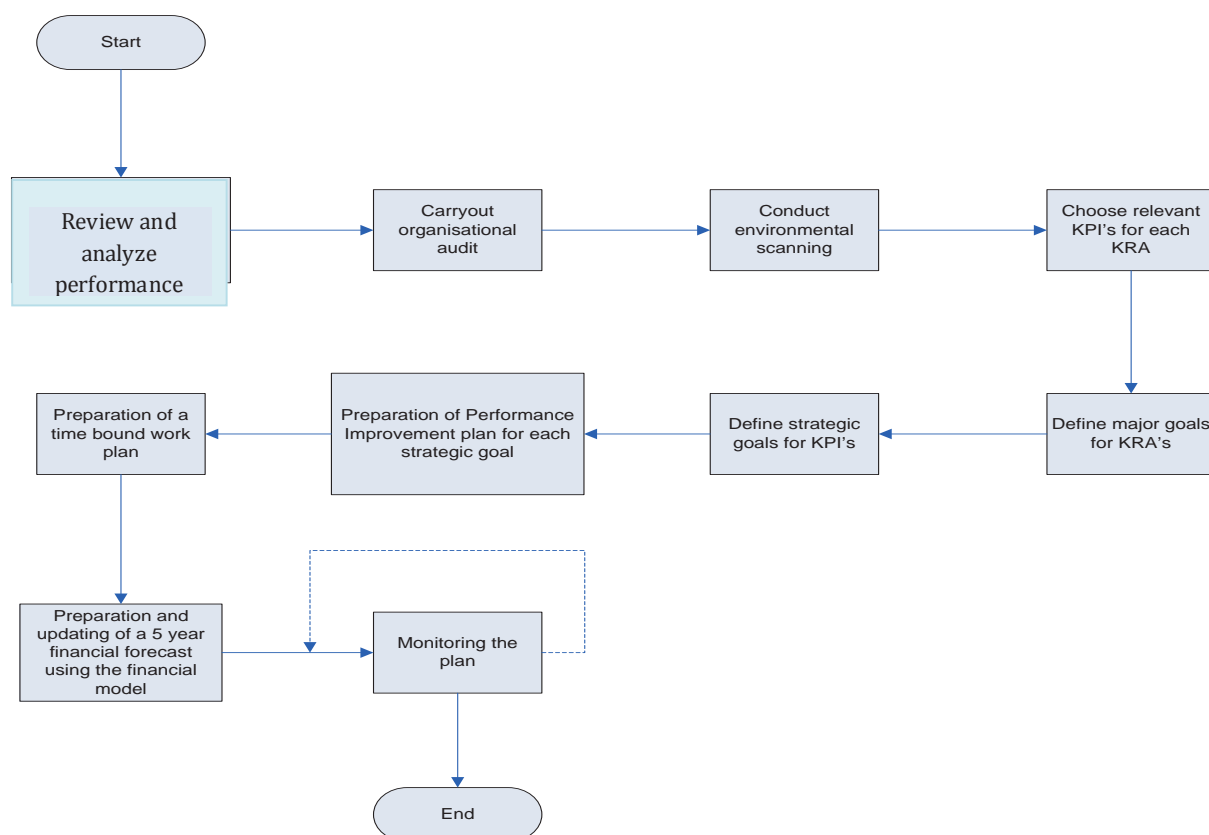 Start
Review and
analyze
performance
Carryout
organisational
audit
Conduct
environmental
scanning
Choose relevant
KPI's for each
KRA
Define major goals
for KRA's
Define strategic
goals for KPI's
Preparation of Performance
Improvement plan for each
strategic goal
Preparation of a
time bound work
plan
Preparation and
updating of a 5 year
financial forecast
using the financial
model
Monitoring the
plan
End